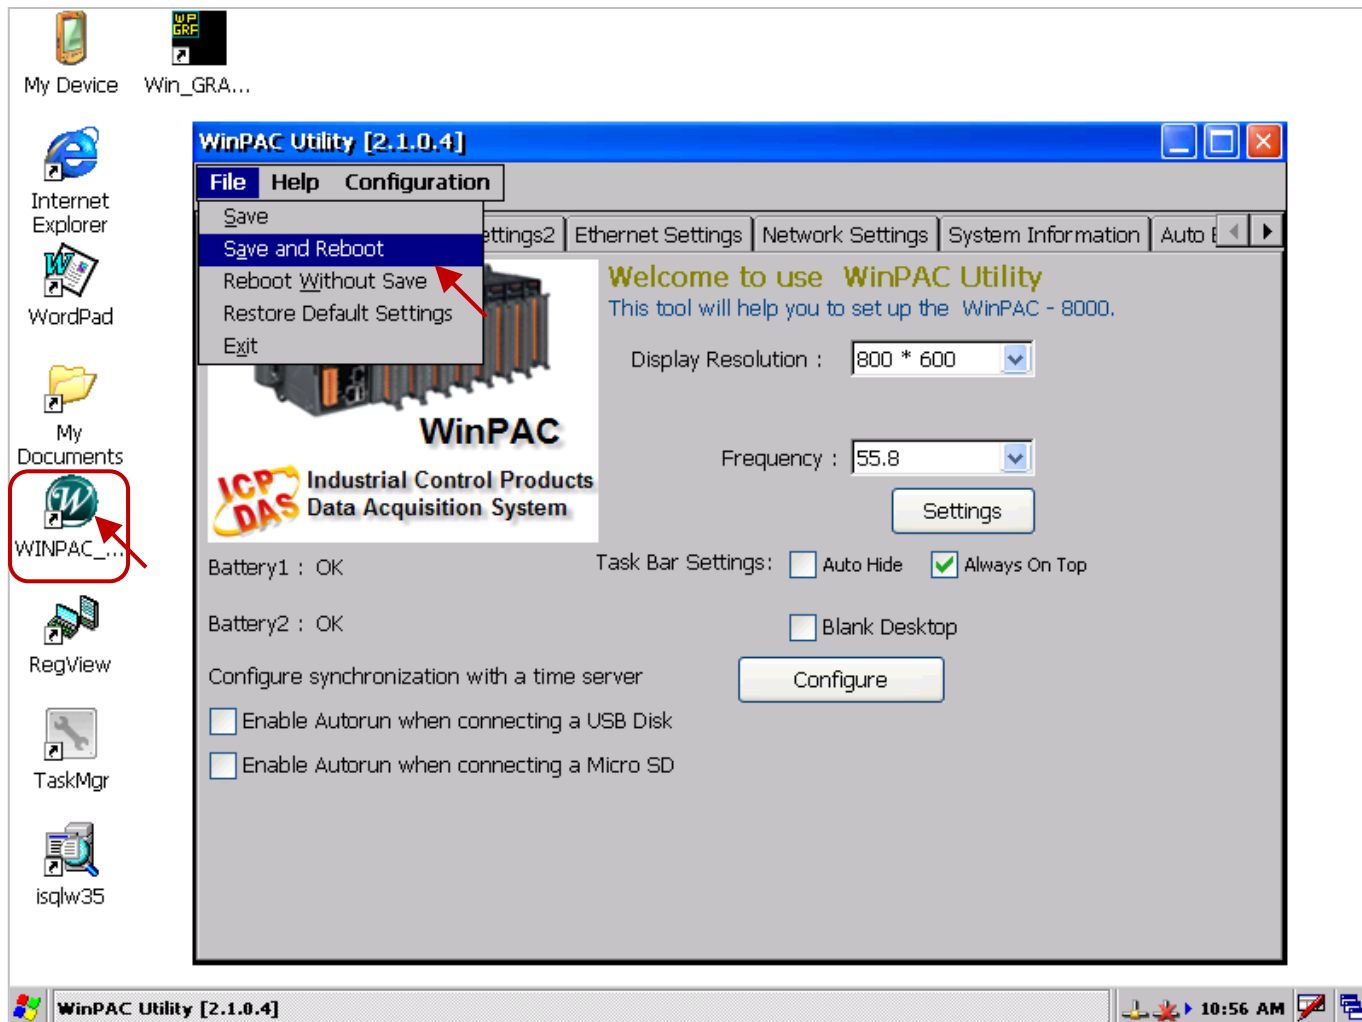 My Device
WP
GRF
Win_GRA...
Internet
Explorer
WordPad
My
Documents
WINPAC_...
RegView
TaskMgr
isqlw35
WinPAC Utility [2.1.0.4]
File Help Configuration
Save
Save and Reboot
Reboot Without Save
Restore Default Settings
Exit
ettings2 Ethernet Settings Network Settings System Information Auto
Welcome to use WinPAC Utility
This tool will help you to set up the WinPAC - 8000.
Display Resolution : 800 * 600
Frequency : 55.8
Settings
WinPAC
ICP DAS
Industrial Control Products
Data Acquisition System
Battery1 : OK
Task Bar Settings: Auto Hide Always On Top
Battery2 : OK
Blank Desktop
Configure synchronization with a time server Configure
Enable Autorun when connecting a USB Disk
Enable Autorun when connecting a Micro SD
WinPAC Utility [2.1.0.4]
10:56 AM